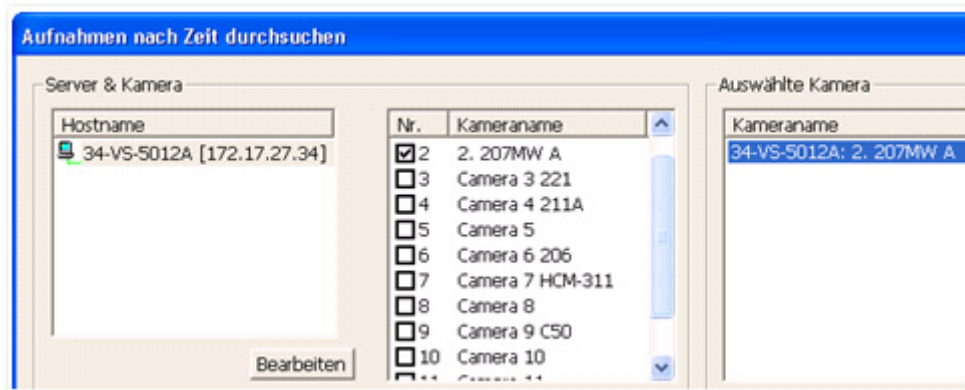 Aufnahmen nach Zeit durchsuchen
Server & Kamera
Hostname
34-VS-5012A [172.17.27.34]
Bearbeiten
Nr. Kameraname
2 2. 207MW A
3 Camera 3 221
4 Camera 4 211A
5 Camera 5
6 Camera 6 206
7 Camera 7 HCM-311
8 Camera 8
9 Camera 9 C50
10 Camera 10
Auswählte Kamera
Kameraname
34-VS-5012A: 2. 207MW A